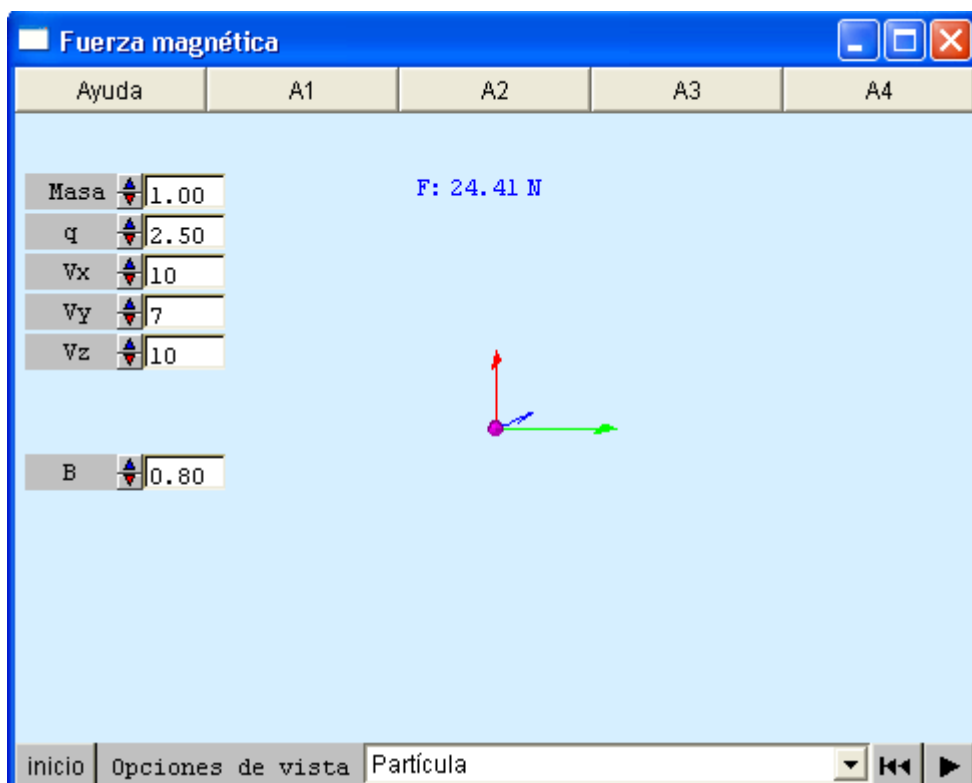 Fuerza magnética
Ayuda A1 A2 A3 A4
F: 24.41 N
Masa 1.00
q 2.50
Vx 10
Vy 7
Vz 10
B 0.80
inicio Opciones de vista Partícula